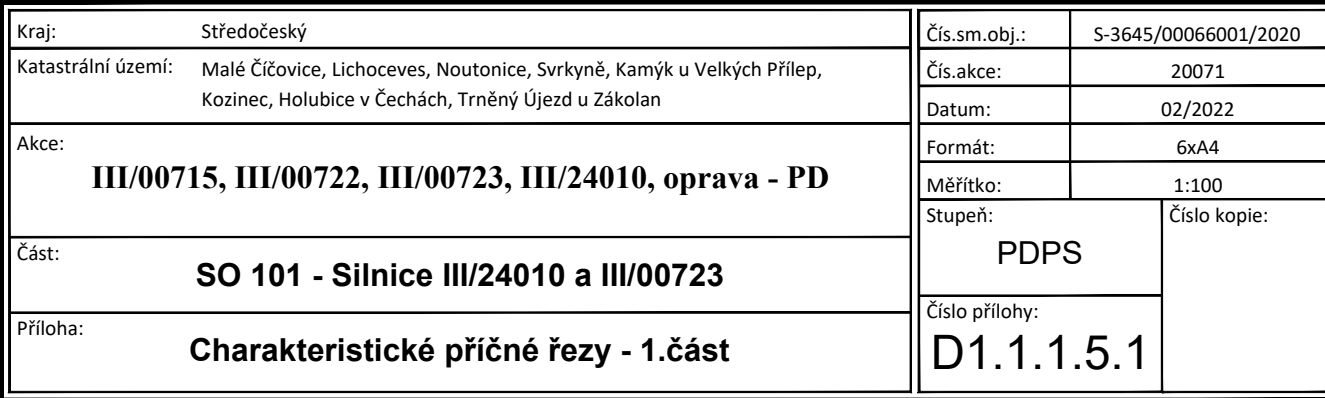 Kraj: Středočeský
Katastrální území: Malé Číčovice, Lichoceves, Noutonice, Svrkyně, Kamýk u Velkých Přílep,
Kozinec, Holubice v Čechách, Trněný Újezd u Zákolan
Akce:
III/00715, III/00722, III/00723, III/24010, oprava - PD
Část:
SO 101 - Silnice III/24010 a III/00723
Příloha:
Charakteristické příčné řezy - 1.část
Čís.sm.obj.: S-3645/00066001/2020
Čís.akce: 20071
Datum: 02/2022
Formát: 6xA4
Měřítko: 1:100
Stupeň: Číslo kopie:
PDPS
Číslo přílohy:
D1.1.1.5.1